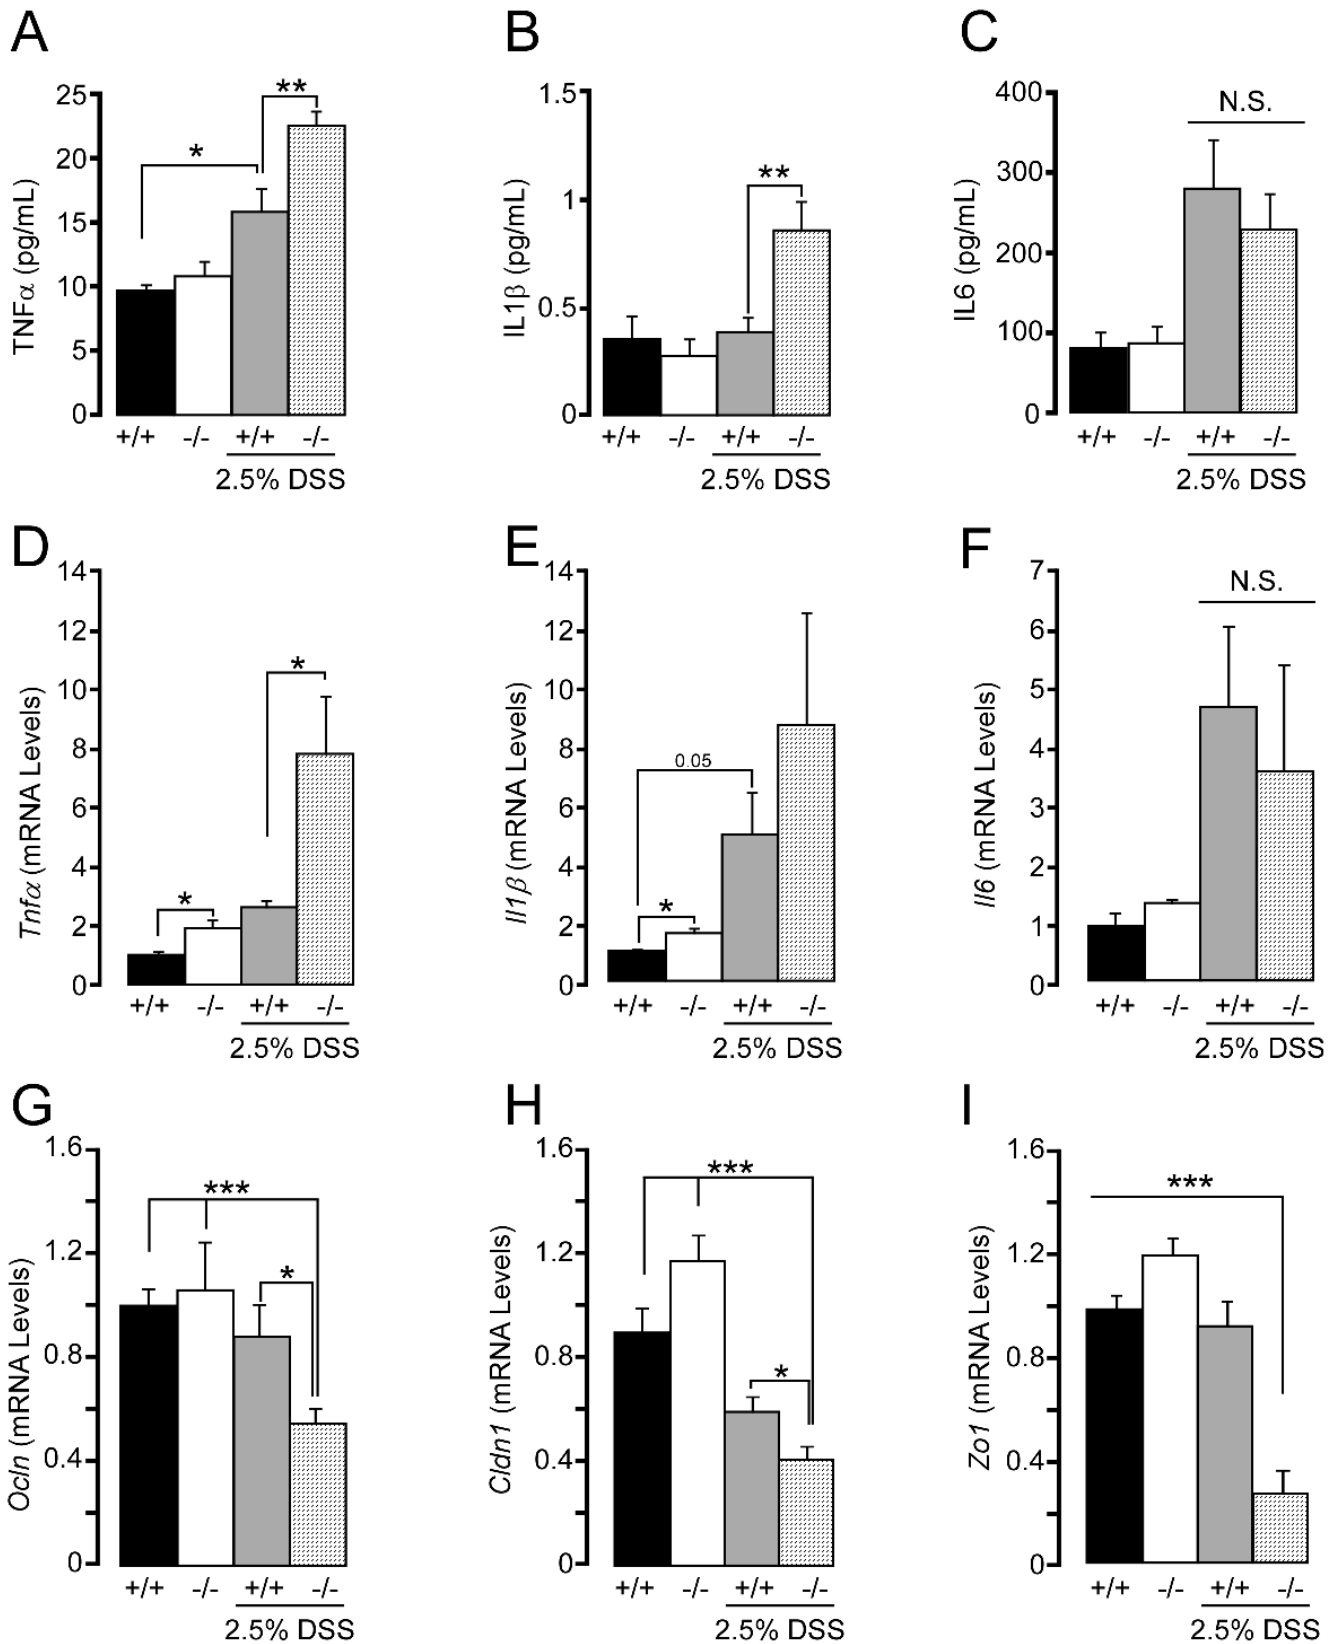 A
TNFα (pg/mL)
25
20
15
10
5
0
*
**
+/+ -/- +/+ -/-
2.5% DSS
B
IL1β (pg/mL)
1.5
1
0.5
0
**
+/+ -/- +/+ -/-
2.5% DSS
C
IL6 (pg/mL)
400
300
200
100
0
N.S.
+/+ -/- +/+ -/-
2.5% DSS
D
Tnfα (mRNA Levels)
14
12
10
8
6
4
2
0
*
*
+/+ -/- +/+ -/-
2.5% DSS
E
Il1β (mRNA Levels)
14
12
10
8
6
4
2
0
0.05
*
+/+ -/- +/+ -/-
2.5% DSS
F
Il6 (mRNA Levels)
7
6
5
4
3
2
1
0
N.S.
+/+ -/- +/+ -/-
2.5% DSS
G
Ocln (mRNA Levels)
1.6
1.2
0.8
0.4
0
***
*
+/+ -/- +/+ -/-
2.5% DSS
H
Cldn1 (mRNA Levels)
1.6
1.2
0.8
0.4
0
***
*
+/+ -/- +/+ -/-
2.5% DSS
I
Zo1 (mRNA Levels)
1.6
1.2
0.8
0.4
0
***
+/+ -/- +/+ -/-
2.5% DSS